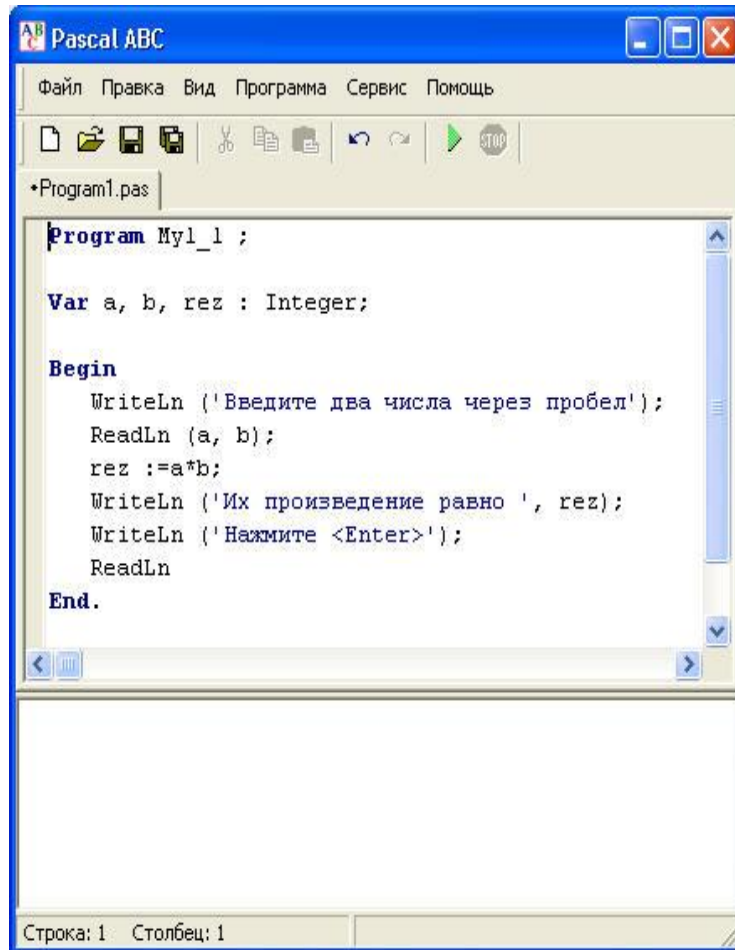 Pascal ABC
Файл Правка Вид Программа Сервис Помощь
STOP
•Program1.pas
Program My1_1 ;
Var a, b, rez : Integer;
Begin
WriteLn ('Введите два числа через пробел');
ReadLn (a, b);
rez :=a*b;
WriteLn ('Их произведение равно ', rez);
WriteLn ('Нажмите <Enter>');
ReadLn
End.
Строка: 1 Столбец: 1